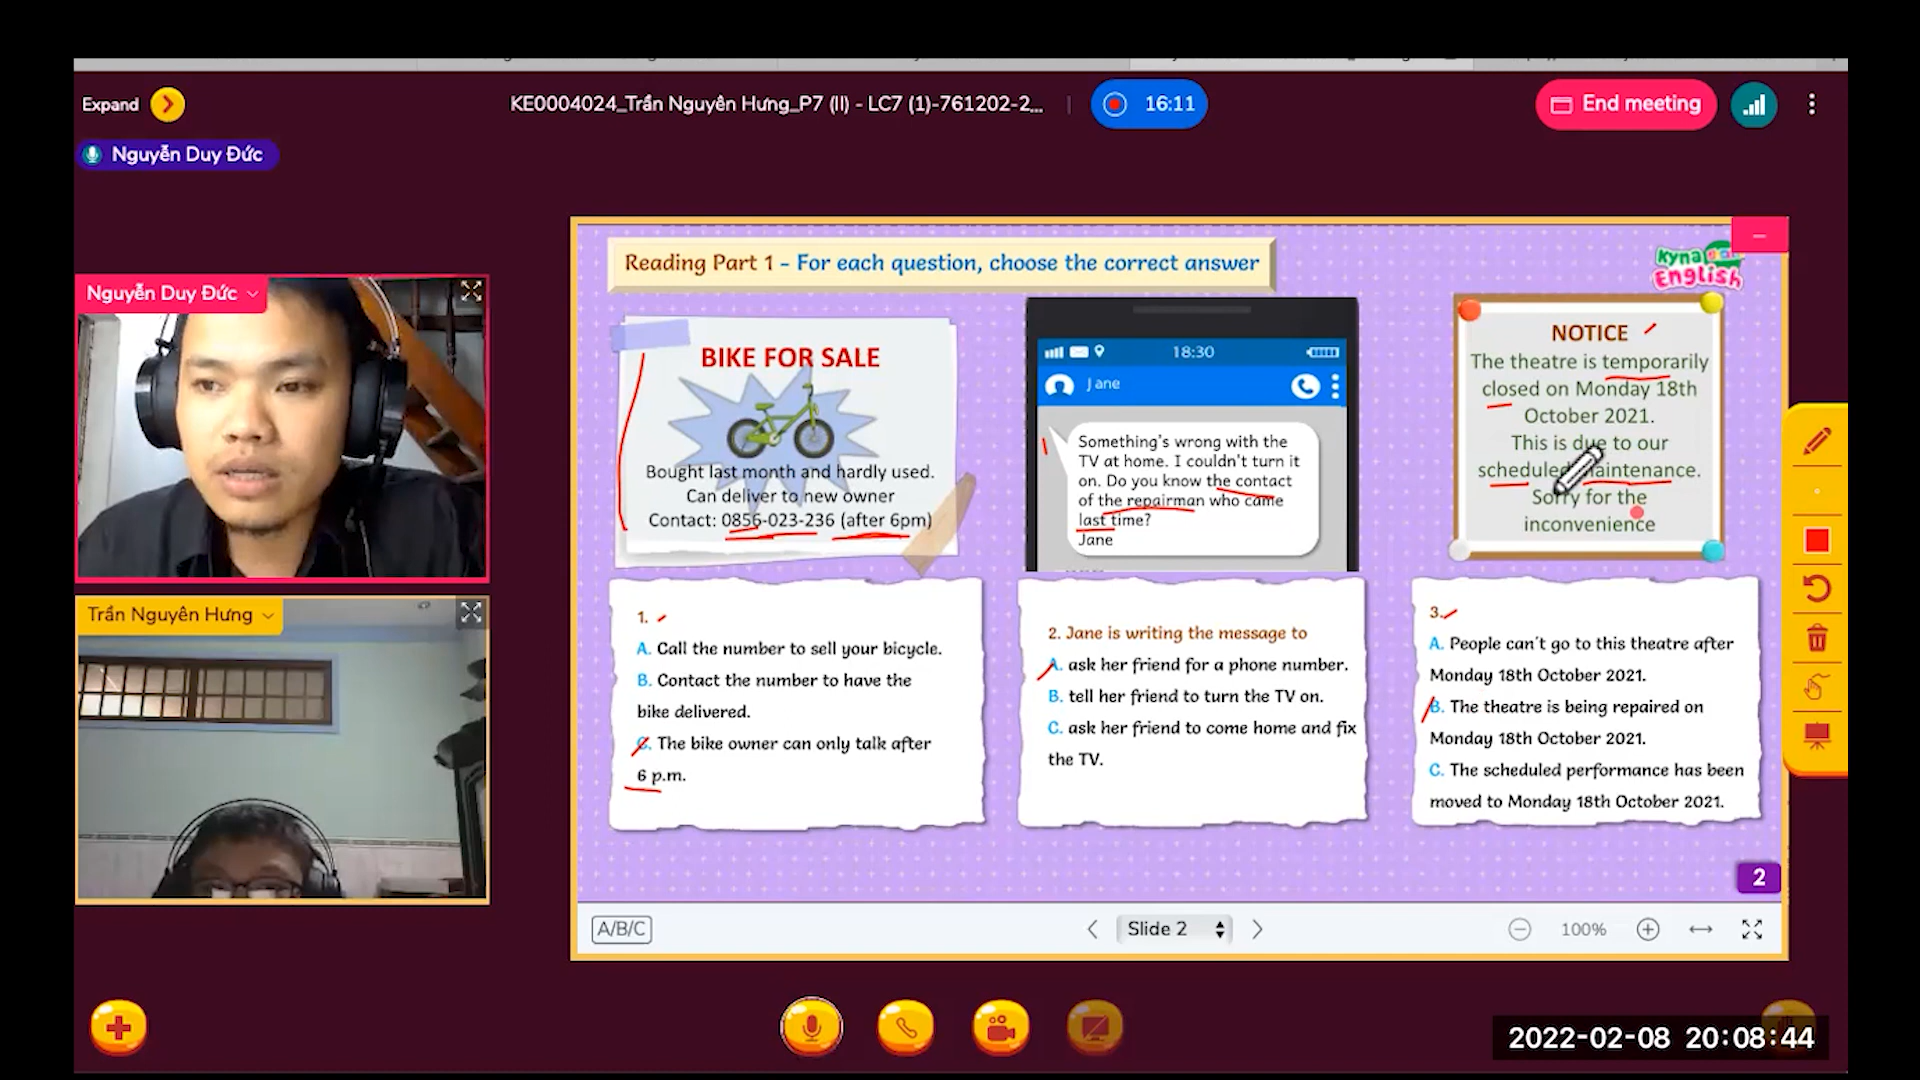 Expand
KE0004024_Trần Nguyên Hưng_P7 (II) - LC7 (1)-761202-2...
16:11
End meeting
Nguyễn Duy Đức
Nguyễn Duy Đức
Trần Nguyên Hưng
Reading Part 1 - For each question, choose the correct answer
Kyna
English
BIKE FOR SALE
Bought last month and hardly used.
Can deliver to new owner
Contact: 0856-023-236 (after 6pm)
18:30
Jane
Something's wrong with the
TV at home. I couldn't turn it
on. Do you know the contact
of the repairman who came
last time?
Jane
NOTICE
The theatre is temporarily
closed on Monday 18th
October 2021.
This is due to our
scheduled maintenance.
Sorry for the
inconvenience
1.
A. Call the number to sell your bicycle.
B. Contact the number to have the
bike delivered.
C. The bike owner can only talk after
6 p.m.
2. Jane is writing the message to
A. ask her friend for a phone number.
B. tell her friend to turn the TV on.
C. ask her friend to come home and fix
the TV.
3.
A. People can't go to this theatre after
Monday 18th October 2021.
B. The theatre is being repaired on
Monday 18th October 2021.
C. The scheduled performance has been
moved to Monday 18th October 2021.
2
A/B/C
Slide 2
100%
2022-02-08 20:08:44